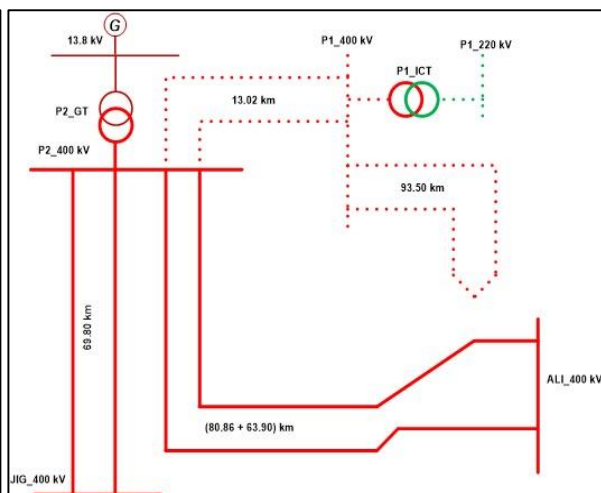 G
13.8 kV
P1_400 kV
P1_220 kV
P1_ICT
P2_GT
13.02 km
P2_400 kV
93.50 km
69.80 km
ALI_400 kV
(80.86 + 63.90) km
JIG_400 kV